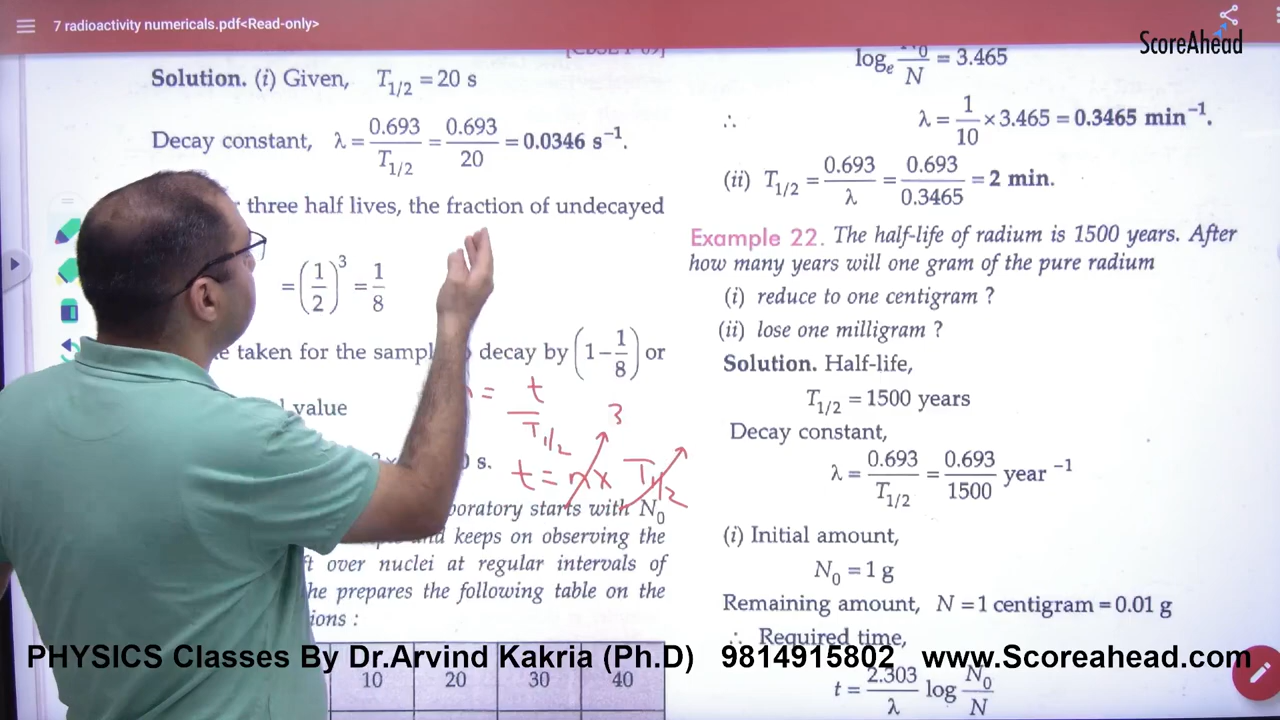 7 radioactivity numericals.pdf<Read-only>
ScoreAhead
Solution. (i) Given, T1/2 = 20 s
Decay constant, λ = 0.693/T1/2 = 0.693/20 = 0.0346 s⁻¹.
three half lives, the fraction of undecayed
= (1/2)³ = 1/8
taken for the sample decay by (1 − 1/8) or
value
= t/T1/2
3
s.
t = n × T1/2
starts with N₀
and keeps on observing the
over nuclei at regular intervals of
he prepares the following table on the
10 20 30 40
logₑ N₀/N = 3.465
∴ λ = 1/10 × 3.465 = 0.3465 min⁻¹.
(ii) T1/2 = 0.693/λ = 0.693/0.3465 = 2 min.
Example 22. The half-life of radium is 1500 years. After
how many years will one gram of the pure radium
(i) reduce to one centigram ?
(ii) lose one milligram ?
Solution. Half-life,
T1/2 = 1500 years
Decay constant,
λ = 0.693/T1/2 = 0.693/1500 year⁻¹
(i) Initial amount,
N₀ = 1 g
Remaining amount, N = 1 centigram = 0.01 g
∴ Required time,
t = 2.303/λ log N₀/N
PHYSICS Classes By Dr.Arvind Kakria (Ph.D) 9814915802 www.Scoreahead.com